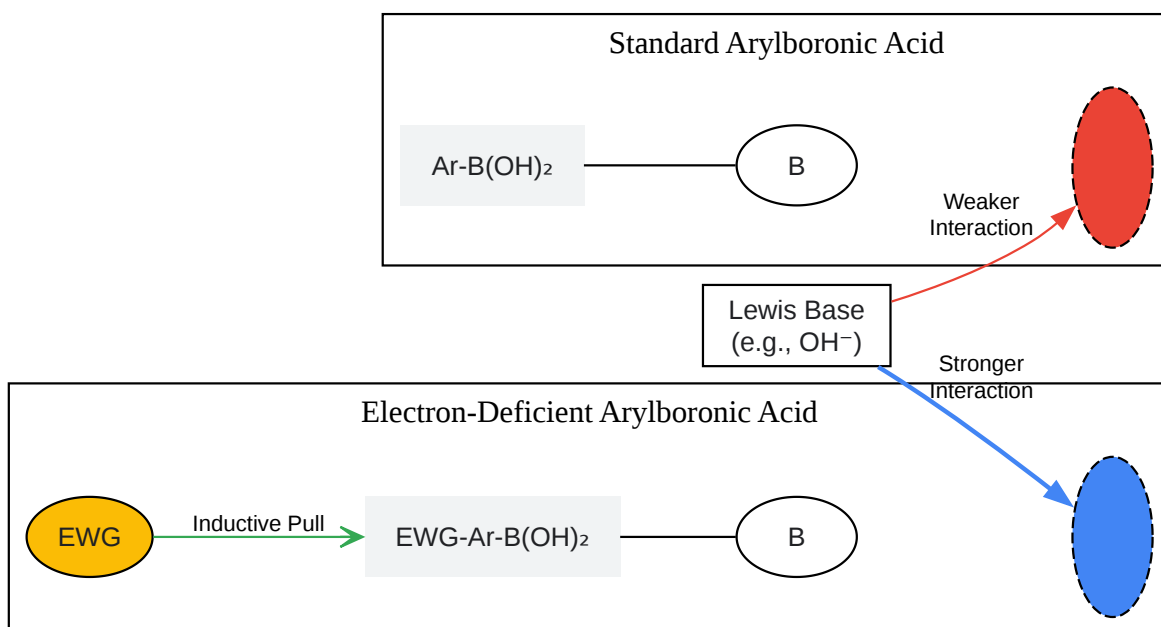 Standard Arylboronic Acid
Ar-B(OH)₂
B
Weaker
Interaction
Lewis Base
(e.g., OH⁻)
Stronger
Interaction
Electron-Deficient Arylboronic Acid
EWG
Inductive Pull
EWG-Ar-B(OH)₂
B